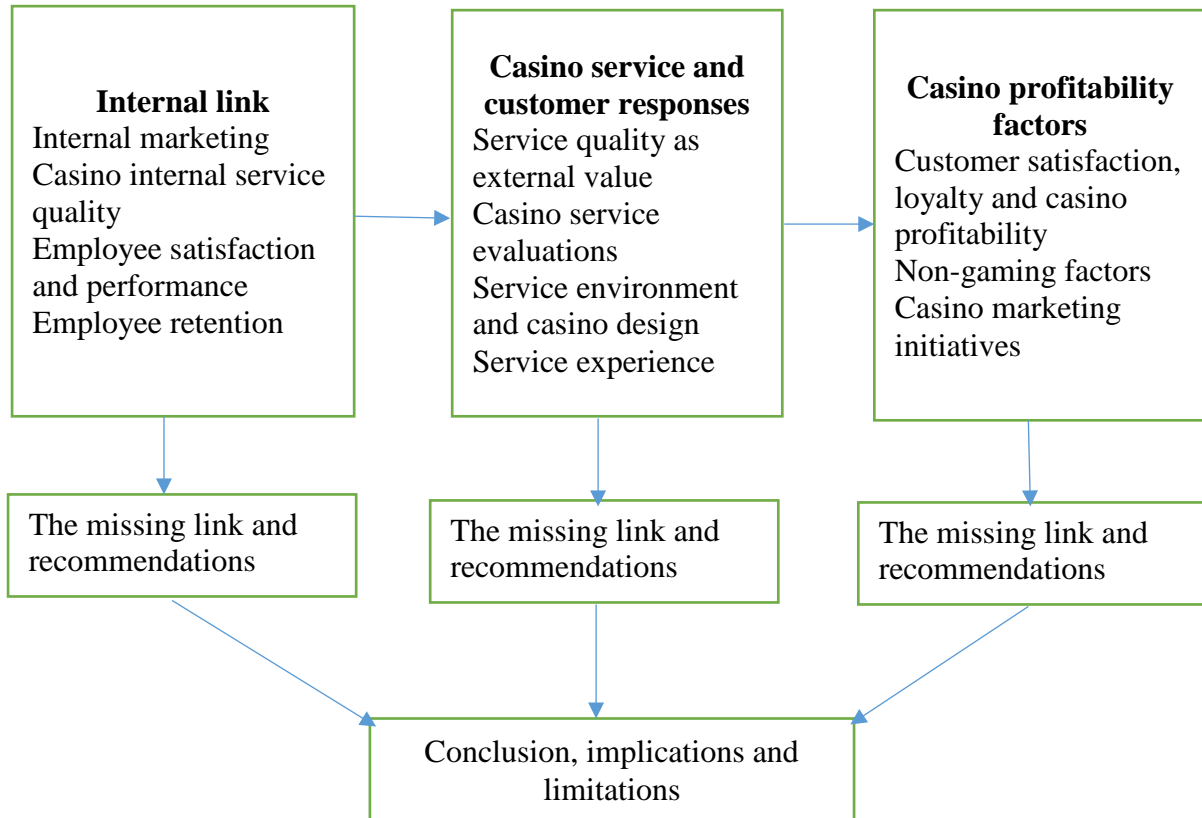 Internal link
Internal marketing
Casino internal service
quality
Employee satisfaction
and performance
Employee retention
Casino service and
customer responses
Service quality as
external value
Casino service
evaluations
Service environment
and casino design
Service experience
Casino profitability
factors
Customer satisfaction,
loyalty and casino
profitability
Non-gaming factors
Casino marketing
initiatives
The missing link and
recommendations
The missing link and
recommendations
The missing link and
recommendations
Conclusion, implications and
limitations